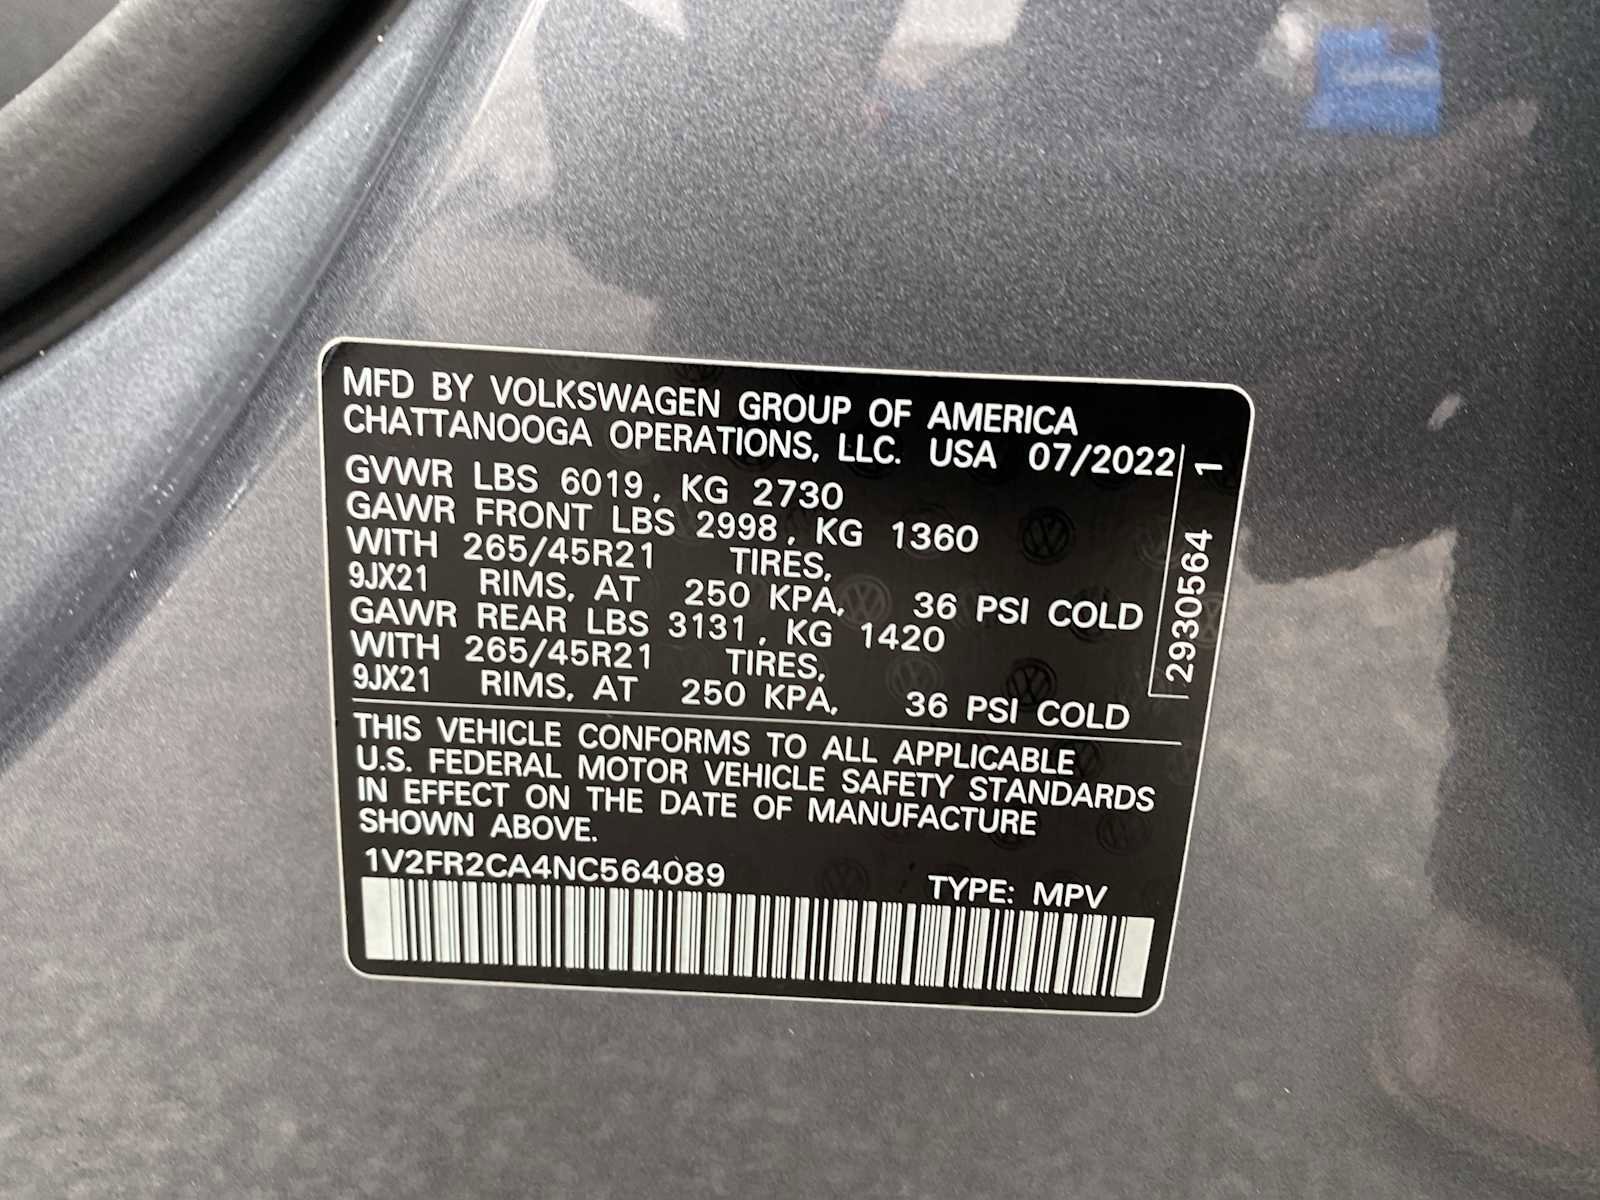 MFD BY VOLKSWAGEN GROUP OF AMERICA
CHATTANOOGA OPERATIONS, LLC. USA 07/2022
GVWR LBS 6019, KG 2730
GAWR FRONT LBS 2998, KG 1360
WITH 265/45R21 TIRES,
9JX21 RIMS, AT 250 KPA, 36 PSI COLD
GAWR REAR LBS 3131, KG 1420
WITH 265/45R21 TIRES,
9JX21 RIMS, AT 250 KPA, 36 PSI COLD
2930564 1
THIS VEHICLE CONFORMS TO ALL APPLICABLE
U.S. FEDERAL MOTOR VEHICLE SAFETY STANDARDS
IN EFFECT ON THE DATE OF MANUFACTURE
SHOWN ABOVE.
1V2FR2CA4NC564089 TYPE: MPV